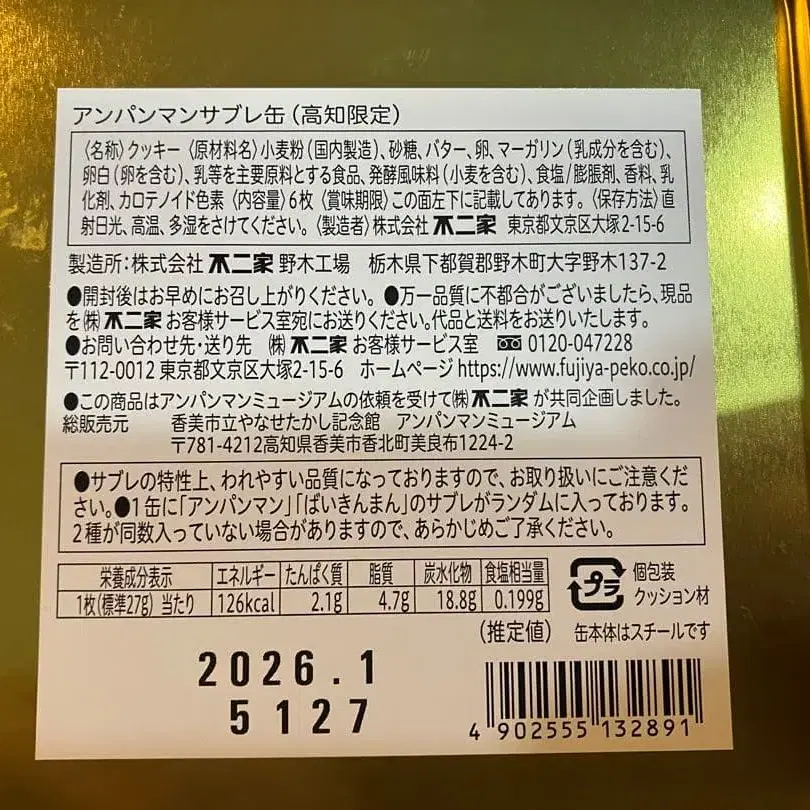 アンパンマンサブレ缶(高知限定)
〈名称〉クッキー〈原材料名〉小麦粉(国内製造)、砂糖、バター、卵、マーガリン(乳成分を含む)、
卵白(卵を含む)、乳等を主要原料とする食品、発酵風味料(小麦を含む)、食塩/膨脹剤、香料、乳
化剤、カロテノイド色素〈内容量〉6枚〈賞味期限〉この面左下に記載してあります。〈保存方法〉直
射日光、高温、多湿をさけてください。〈製造者〉株式会社 不二家 東京都文京区大塚2-15-6
製造所:株式会社 不二家 野木工場 栃木県下都賀郡野木町大字野木137-2
●開封後はお早めにお召し上がりください。●万一品質に不都合がございましたら、現品
を(株)不二家 お客様サービス室宛にお送りください。代品と送料をお送りいたします。
●お問い合わせ先・送り先 (株)不二家 お客様サービス室 0120-047228
〒112-0012 東京都文京区大塚2-15-6 ホームページ https://www.fujiya-peko.co.jp/
●この商品はアンパンマンミュージアムの依頼を受けて(株)不二家 が共同企画しました。
総販売元 香美市立やなせたかし記念館 アンパンマンミュージアム
〒781-4212高知県香美市香北町美良布1224-2
●サブレの特性上、われやすい品質になっておりますので、お取り扱いにご注意くだ
さい。●1缶に「アンパンマン」「ばいきんまん」のサブレがランダムに入っております。
2種が同数入っていない場合がありますので、あらかじめご了承ください。
栄養成分表示 エネルギー たんぱく質 脂質 炭水化物 食塩相当量
1枚(標準27g)当たり 126kcal 2.1g 4.7g 18.8g 0.199g
(推定値)
プラ 個包装
クッション材
缶本体はスチールです
2026.1
5127
4 902555 132891